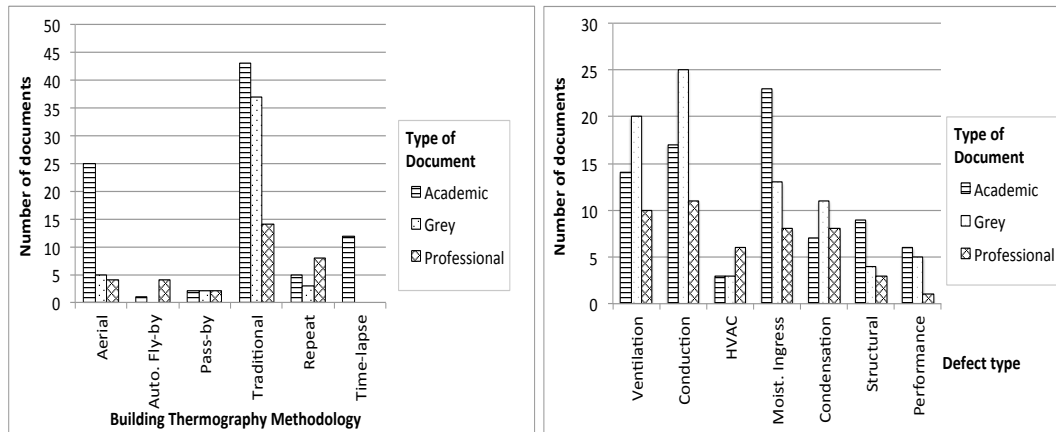 Number of documents
50
45
40
35
30
25
20
15
10
5
0
Aerial
Auto. Fly-by
Pass-by
Traditional
Repeat
Time-lapse
Building Thermography Methodology
Type of
Document
Academic
Grey
Professional
Number of documents
30
25
20
15
10
5
0
Ventilation
Conduction
HVAC
Moist. Ingress
Condensation
Structural
Performance
Defect type
Type of
Document
Academic
Grey
Professional